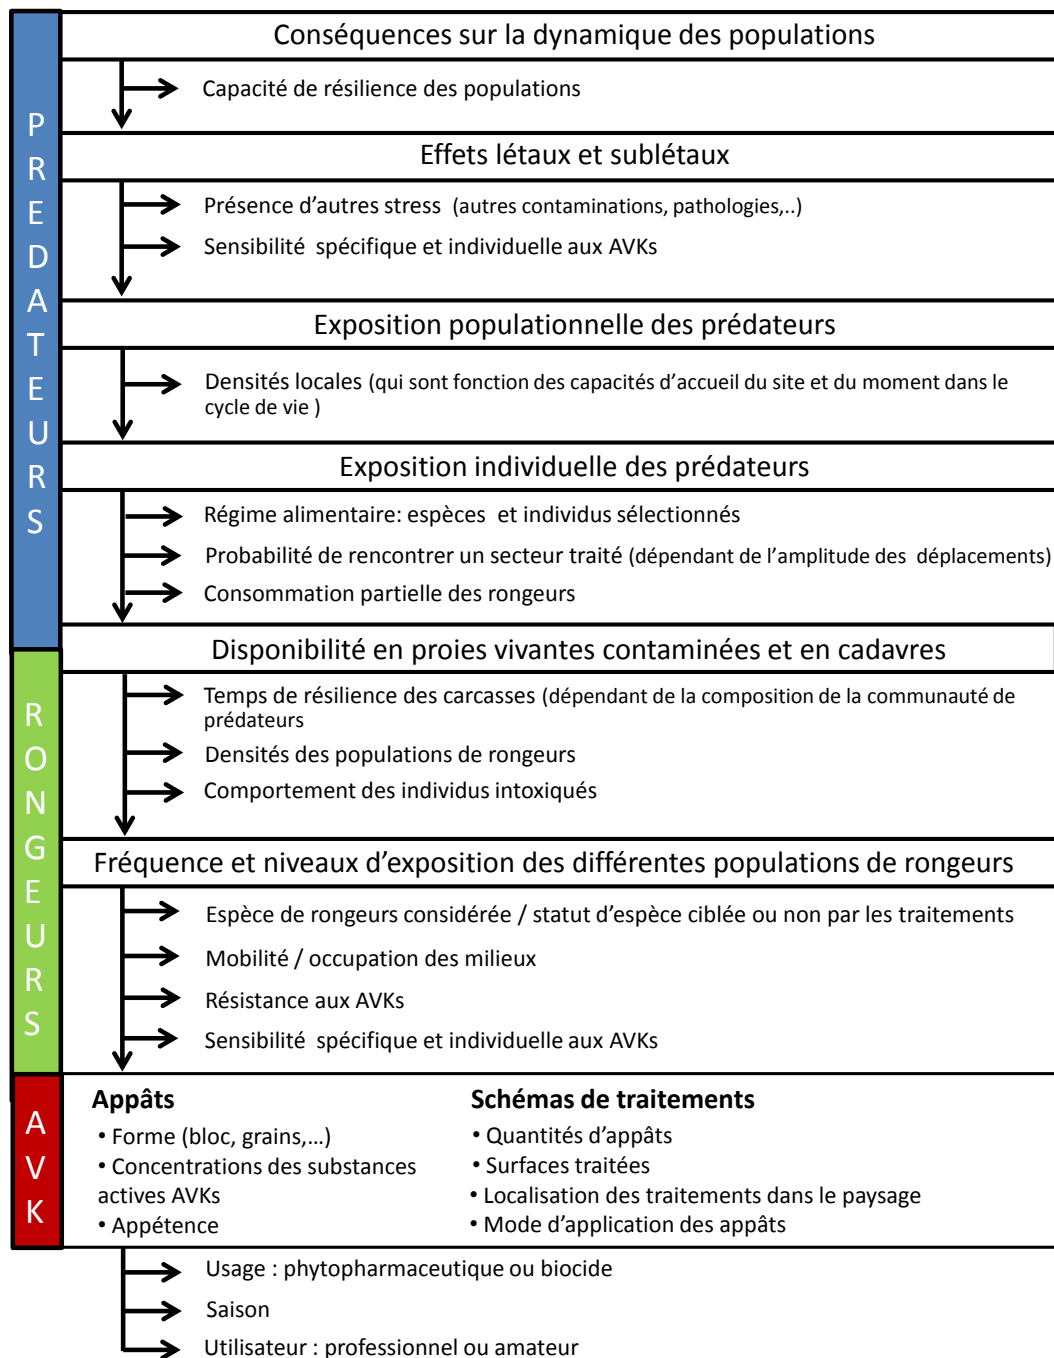 PREDATEURS
Conséquences sur la dynamique des populations
Capacité de résilience des populations
Effets létaux et sublétaux
Présence d'autres stress (autres contaminations, pathologies,..)
Sensibilité spécifique et individuelle aux AVKs
Exposition populationnelle des prédateurs
Densités locales (qui sont fonction des capacités d'accueil du site et du moment dans le
cycle de vie )
Exposition individuelle des prédateurs
Régime alimentaire: espèces et individus sélectionnés
Probabilité de rencontrer un secteur traité (dépendant de l'amplitude des déplacements)
Consommation partielle des rongeurs
RONGEURS
Disponibilité en proies vivantes contaminées et en cadavres
Temps de résilience des carcasses (dépendant de la composition de la communauté de
prédateurs
Densités des populations de rongeurs
Comportement des individus intoxiqués
Fréquence et niveaux d'exposition des différentes populations de rongeurs
Espèce de rongeurs considérée / statut d'espèce ciblée ou non par les traitements
Mobilité / occupation des milieux
Résistance aux AVKs
Sensibilité spécifique et individuelle aux AVKs
AVK
Appâts
• Forme (bloc, grains,...)
• Concentrations des substances
actives AVKs
• Appétence
Schémas de traitements
• Quantités d'appâts
• Surfaces traitées
• Localisation des traitements dans le paysage
• Mode d'application des appâts
Usage : phytopharmaceutique ou biocide
Saison
Utilisateur : professionnel ou amateur